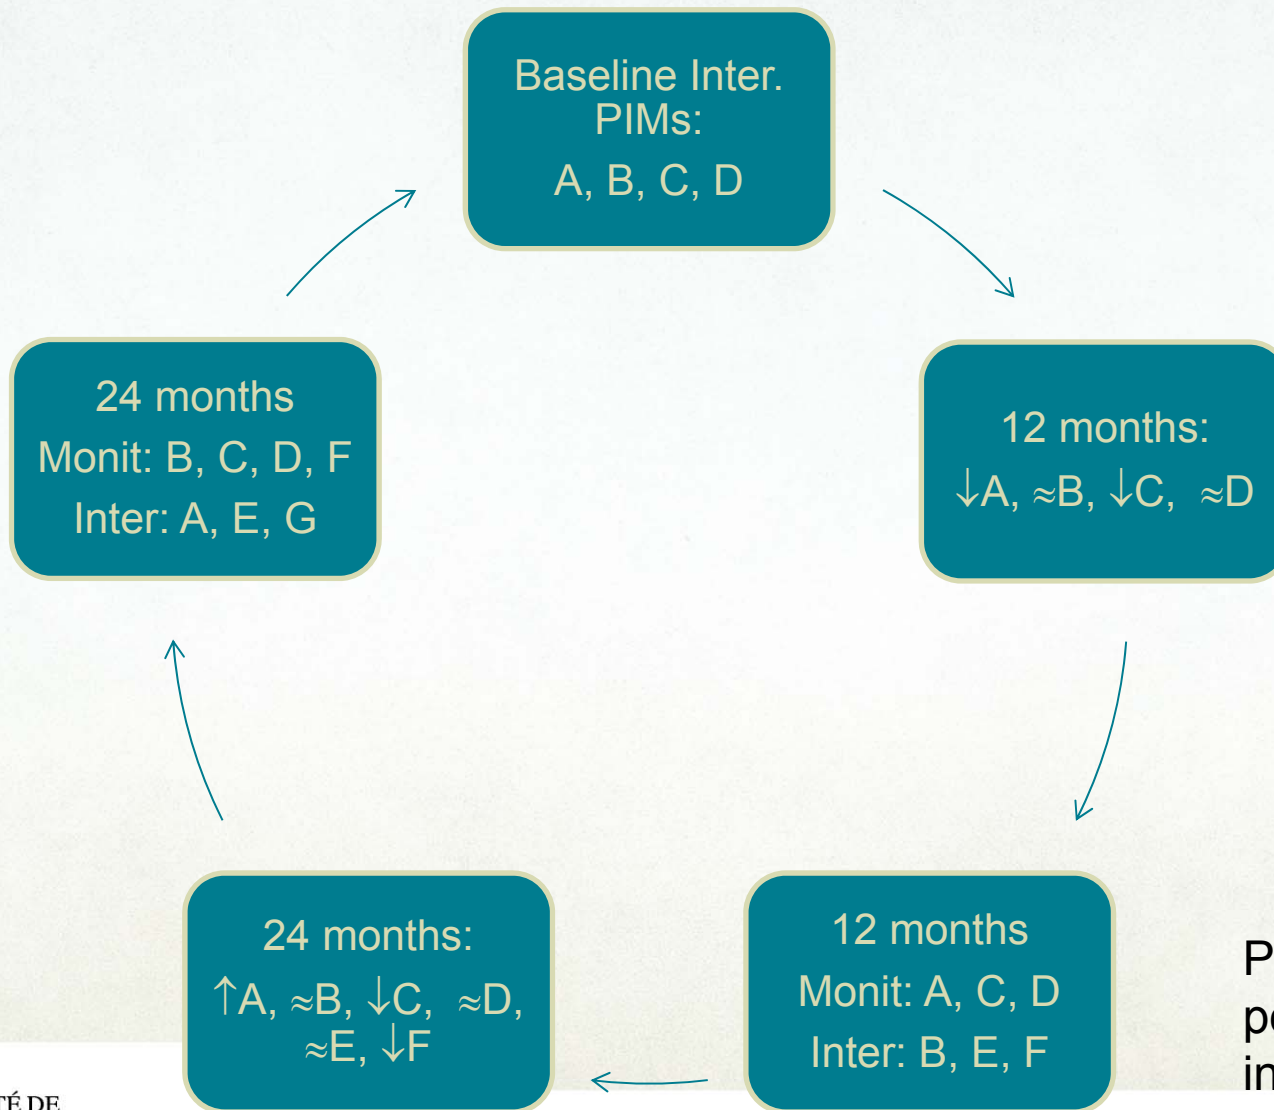 Baseline Inter.
PIMs:
A, B, C, D
12 months:
↓A, ≈B, ↓C, ≈D
12 months
Monit: A, C, D
Inter: B, E, F
24 months:
↑A, ≈B, ↓C, ≈D,
≈E, ↓F
24 months
Monit: B, C, D, F
Inter: A, E, G